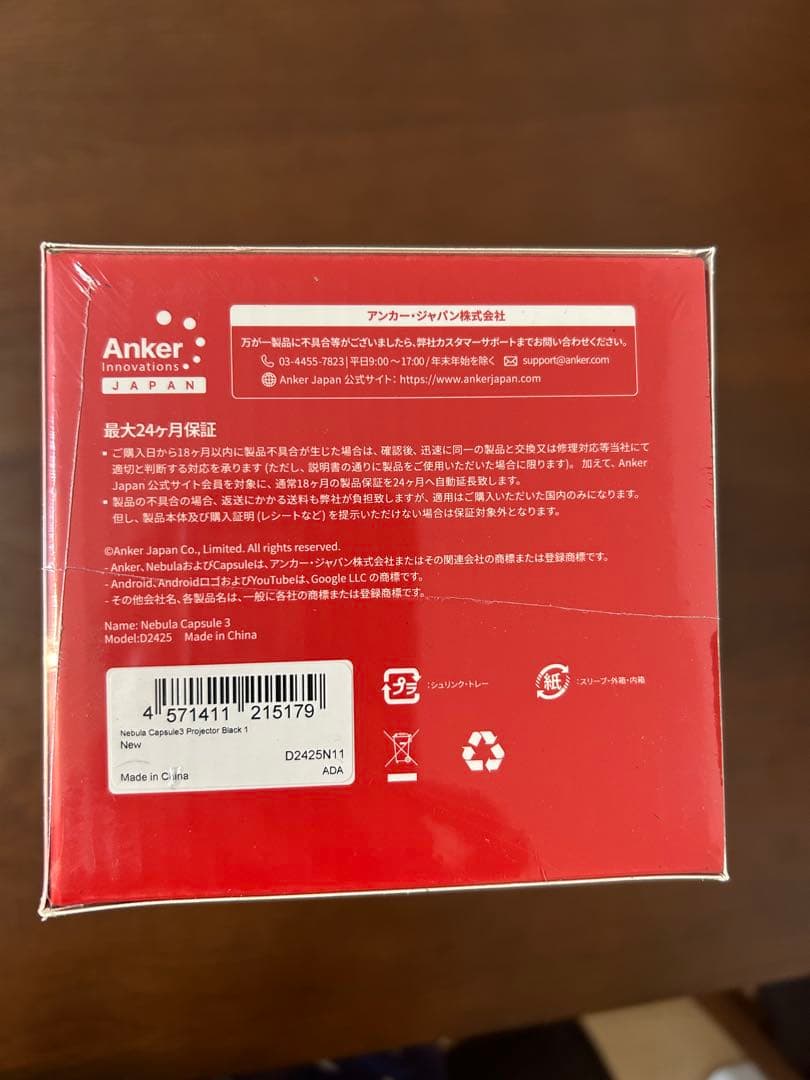 Anker
Innovations
JAPAN
アンカー・ジャパン株式会社
万が一製品に不具合等がございましたら、弊社カスタマーサポートまでお問い合わせください。
03-4455-7823|平日9:00～17:00/年末年始を除く support@anker.com
Anker Japan 公式サイト: https://www.ankerjapan.com
最大24ヶ月保証
▪ ご購入日から18ヶ月以内に製品不具合が生じた場合は、確認後、迅速に同一の製品と交換又は修理対応等当社にて
適切と判断する対応を承ります (ただし、説明書の通りに製品をご使用いただいた場合に限ります)。加えて、Anker
Japan 公式サイト会員を対象に、通常18ヶ月の製品保証を24ヶ月へ自動延長致します。
▪ 製品の不具合の場合、返送にかかる送料も弊社が負担致しますが、適用はご購入いただいた国内のみになります。
但し、製品本体及び購入証明 (レシートなど) を提示いただけない場合は保証対象外となります。
©Anker Japan Co., Limited. All rights reserved.
- Anker、NebulaおよびCapsuleは、アンカー・ジャパン株式会社またはその関連会社の商標または登録商標です。
- Android、AndroidロゴおよびYouTubeは、Google LLC の商標です。
- その他会社名、各製品名は、一般に各社の商標または登録商標です。
Name: Nebula Capsule 3
Model:D2425 Made in China
4 571411 215179
Nebula Capsule3 Projector Black 1
New
D2425N11
Made in China
ADA
プラ :シュリンク・トレー
紙 :スリーブ・外箱・内箱